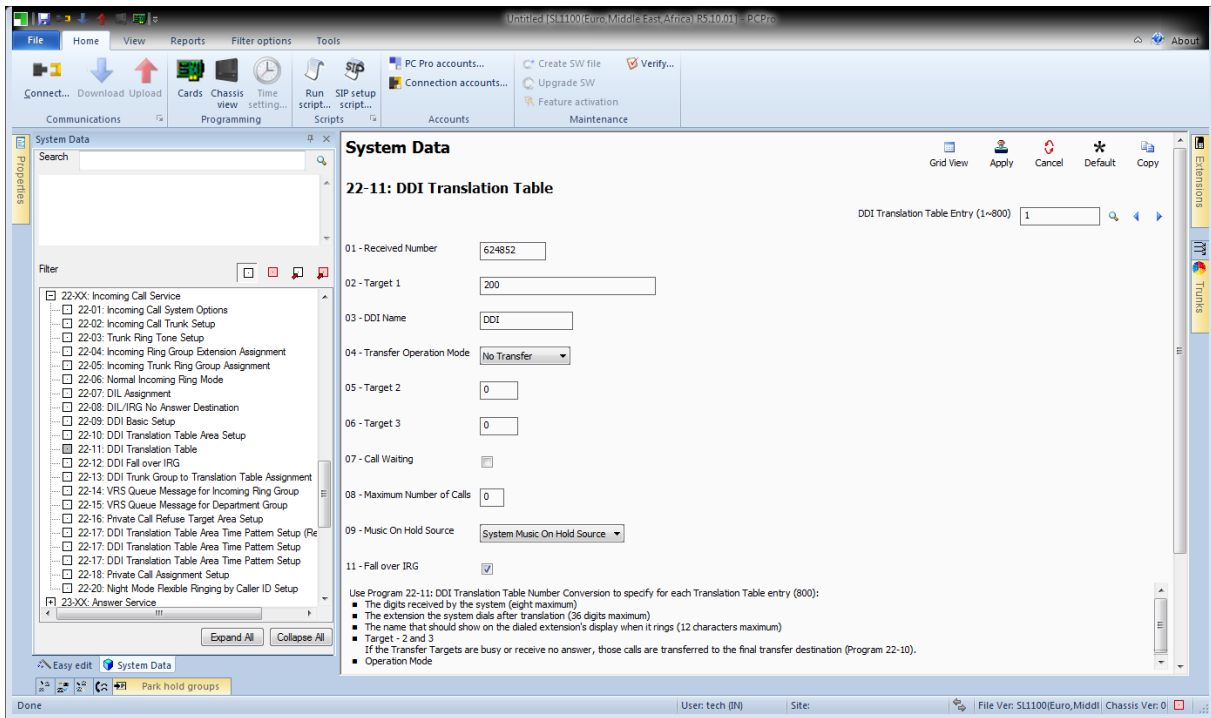 Untitled [SL1100(Euro,Middle East,Africa) R5.10.01] - PCPro
File Home View Reports Filter options Tools About
Connect... Download Upload
Communications
Cards Chassis view Time setting...
Programming
Run script... SIP setup script...
Scripts
PC Pro accounts...
Connection accounts...
Accounts
Create SW file Verify...
Upgrade SW
Feature activation
Maintenance
Properties
System Data
Search
Filter
22-XX: Incoming Call Service
22-01: Incoming Call System Options
22-02: Incoming Call Trunk Setup
22-03: Trunk Ring Tone Setup
22-04: Incoming Ring Group Extension Assignment
22-05: Incoming Trunk Ring Group Assignment
22-06: Normal Incoming Ring Mode
22-07: DIL Assignment
22-08: DIL/IRG No Answer Destination
22-09: DDI Basic Setup
22-10: DDI Translation Table Area Setup
22-11: DDI Translation Table
22-12: DDI Fall over IRG
22-13: DDI Trunk Group to Translation Table Assignment
22-14: VRS Queue Message for Incoming Ring Group
22-15: VRS Queue Message for Department Group
22-16: Private Call Refuse Target Area Setup
22-17: DDI Translation Table Area Time Pattern Setup (Re
22-17: DDI Translation Table Area Time Pattern Setup
22-17: DDI Translation Table Area Time Pattern Setup
22-18: Private Call Assignment Setup
22-20: Night Mode Flexible Ringing by Caller ID Setup
23-XX: Answer Service
Expand All Collapse All
Easy edit System Data
Park hold groups
System Data
Grid View Apply Cancel Default Copy
22-11: DDI Translation Table
DDI Translation Table Entry (1~800) 1
01 - Received Number 624852
02 - Target 1 200
03 - DDI Name DDI
04 - Transfer Operation Mode No Transfer
05 - Target 2 0
06 - Target 3 0
07 - Call Waiting
08 - Maximum Number of Calls 0
09 - Music On Hold Source System Music On Hold Source
11 - Fall over IRG
Use Program 22-11: DDI Translation Table Number Conversion to specify for each Translation Table entry (800):
The digits received by the system (eight maximum)
The extension the system dials after translation (36 digits maximum)
The name that should show on the dialed extension's display when it rings (12 characters maximum)
Target - 2 and 3
If the Transfer Targets are busy or receive no answer, those calls are transferred to the final transfer destination (Program 22-10).
Operation Mode
Extensions
Trunks
Done User: tech (IN) Site: File Ver: SL1100(Euro,Middl Chassis Ver: 0